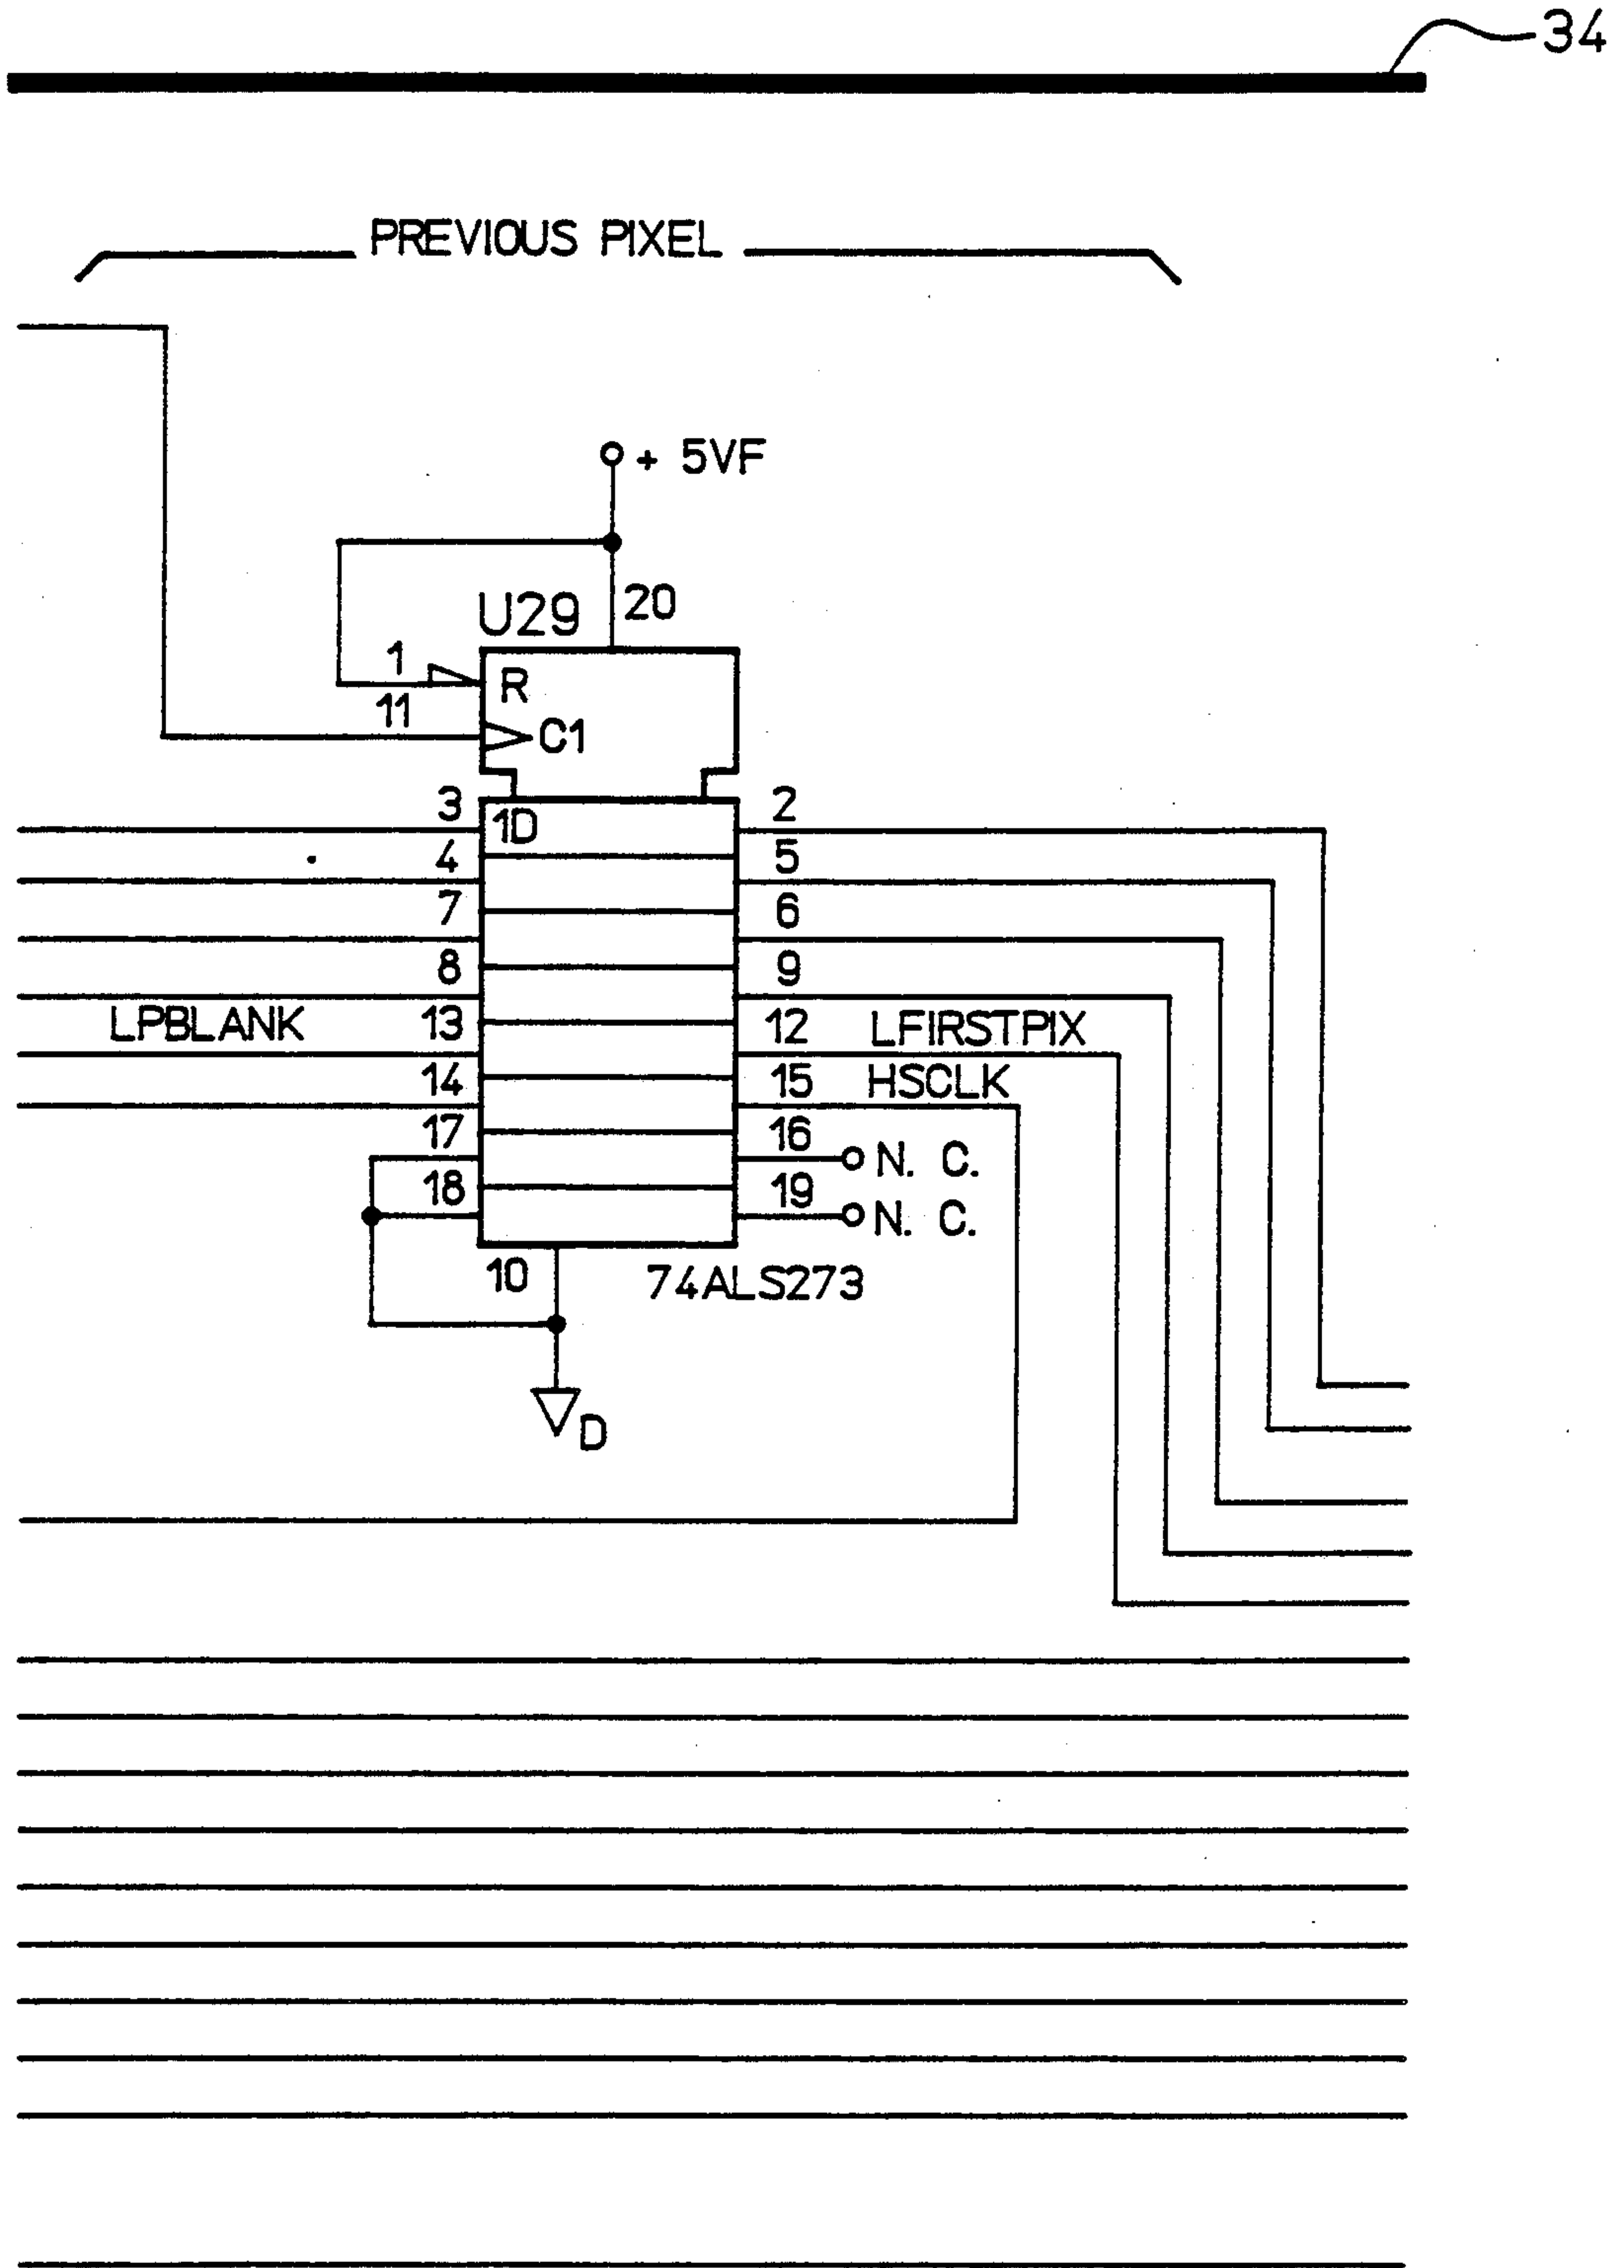 34
PREVIOUS PIXEL
+ 5VF
U29 20
1 R
11 C1
3 1D 2
4 5
7 6
8 9
LPBLANK 13 12 LFIRSTPIX
14 15 HSCLK
17 16 N. C.
18 19 N. C.
10 74ALS273
D